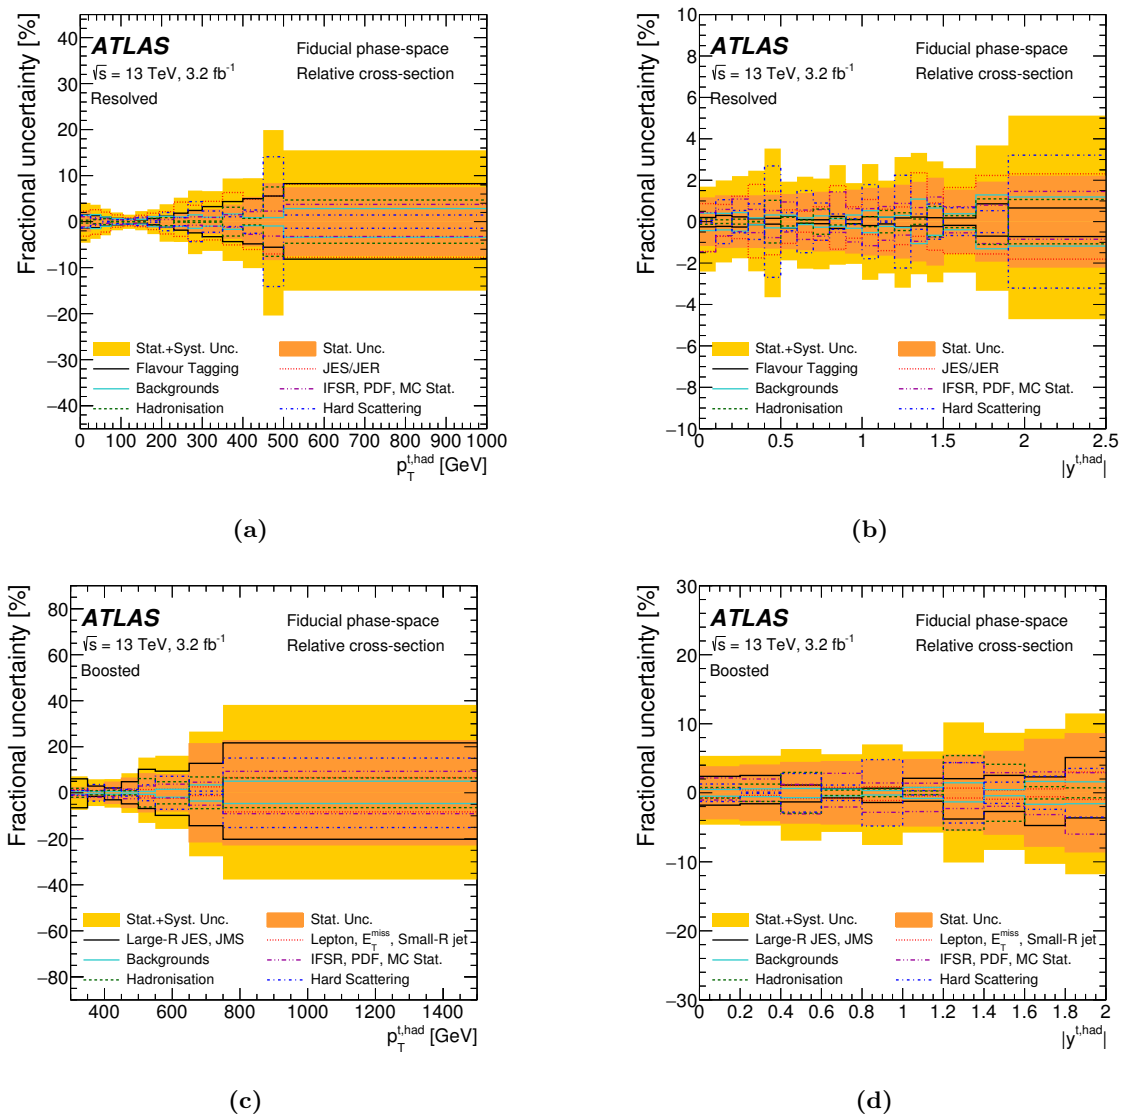 Fractional uncertainty [%]
40
30
20
10
0
−10
−20
−30
−40
ATLAS
√s = 13 TeV, 3.2 fb⁻¹
Resolved
Fiducial phase-space
Relative cross-section
Stat.+Syst. Unc.
Stat. Unc.
Flavour Tagging
JES/JER
Backgrounds
IFSR, PDF, MC Stat.
Hadronisation
Hard Scattering
0 100 200 300 400 500 600 700 800 900 1000
p_T^{t,had} [GeV]
(a)
Fractional uncertainty [%]
10
8
6
4
2
0
−2
−4
−6
−8
−10
ATLAS
√s = 13 TeV, 3.2 fb⁻¹
Resolved
Fiducial phase-space
Relative cross-section
Stat.+Syst. Unc.
Stat. Unc.
Flavour Tagging
JES/JER
Backgrounds
IFSR, PDF, MC Stat.
Hadronisation
Hard Scattering
0 0.5 1 1.5 2 2.5
|y^{t,had}|
(b)
Fractional uncertainty [%]
80
60
40
20
0
−20
−40
−60
−80
ATLAS
√s = 13 TeV, 3.2 fb⁻¹
Boosted
Fiducial phase-space
Relative cross-section
Stat.+Syst. Unc.
Stat. Unc.
Large-R JES, JMS
Lepton, E_T^{miss}, Small-R jet
Backgrounds
IFSR, PDF, MC Stat.
Hadronisation
Hard Scattering
400 600 800 1000 1200 1400
p_T^{t,had} [GeV]
(c)
Fractional uncertainty [%]
30
20
10
0
−10
−20
−30
ATLAS
√s = 13 TeV, 3.2 fb⁻¹
Boosted
Fiducial phase-space
Relative cross-section
Stat.+Syst. Unc.
Stat. Unc.
Large-R JES, JMS
Lepton, E_T^{miss}, Small-R jet
Backgrounds
IFSR, PDF, MC Stat.
Hadronisation
Hard Scattering
0 0.2 0.4 0.6 0.8 1 1.2 1.4 1.6 1.8 2
|y^{t,had}|
(d)